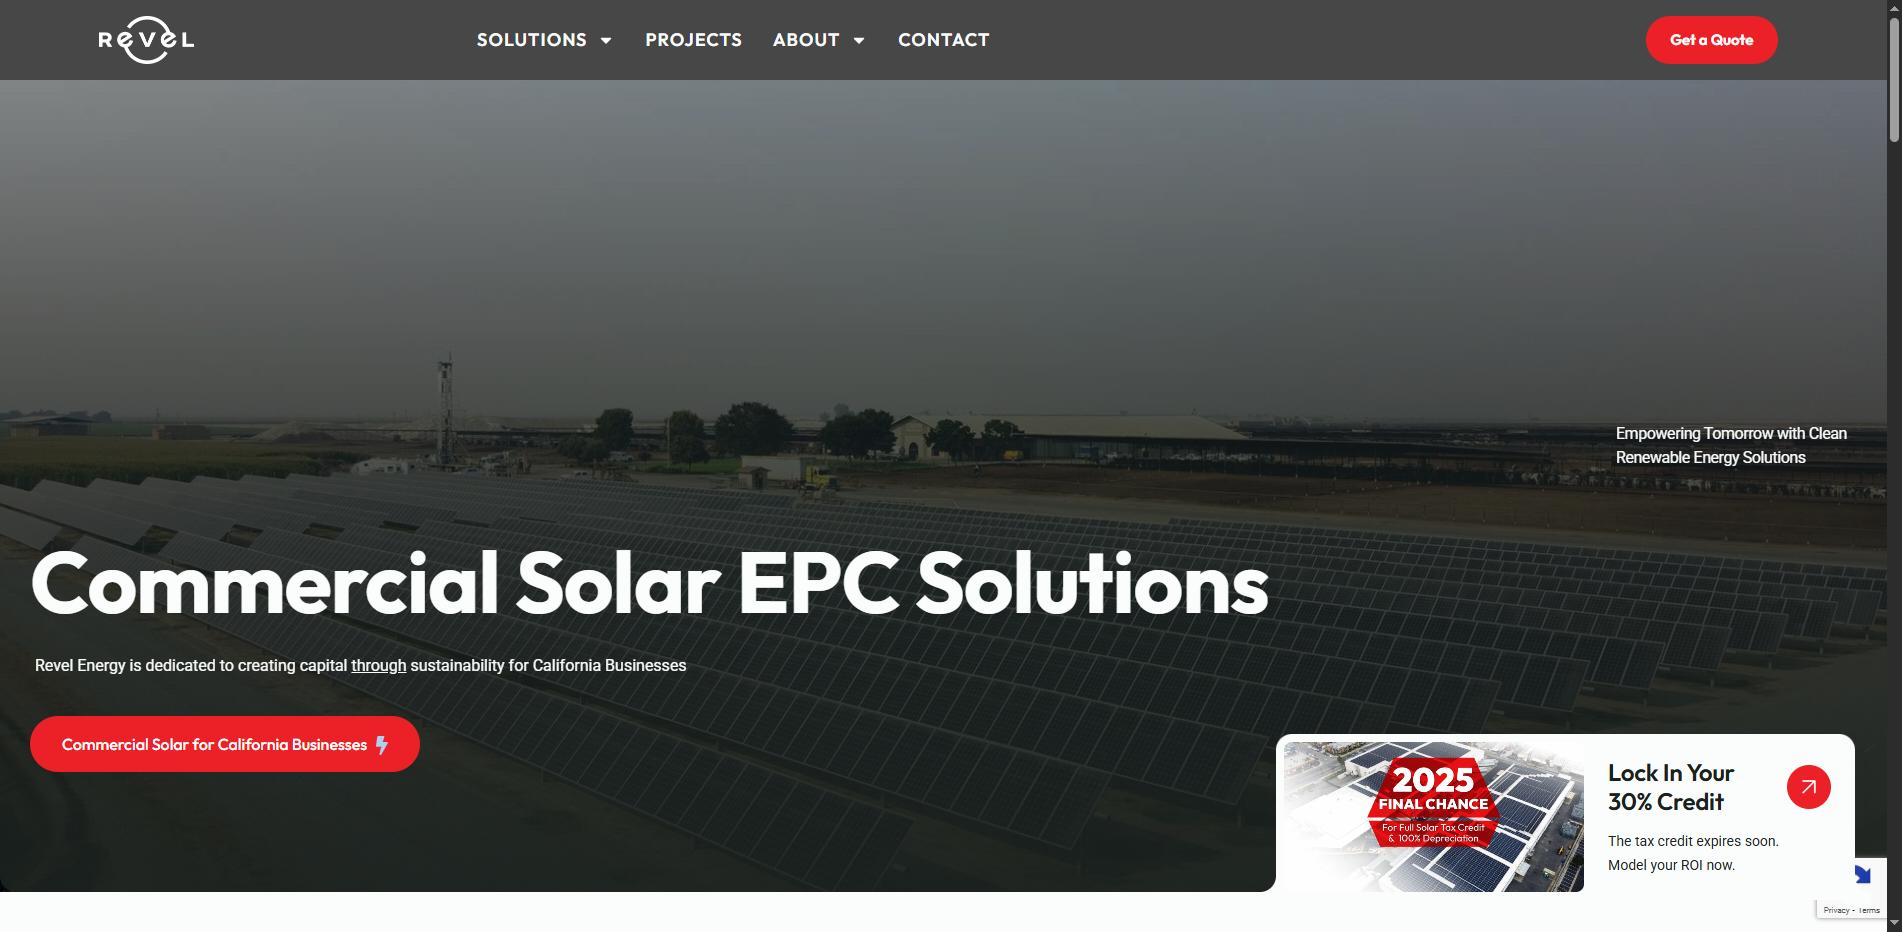 REVEL
SOLUTIONS
PROJECTS
ABOUT
CONTACT
Get a Quote
Empowering Tomorrow with Clean
Renewable Energy Solutions
Commercial Solar EPC Solutions
Revel Energy is dedicated to creating capital through sustainability for California Businesses
Commercial Solar for California Businesses
2025
FINAL CHANCE
For Full Solar Tax Credit
& 100% Depreciation
Lock In Your
30% Credit
The tax credit expires soon.
Model your ROI now.
Privacy - Terms